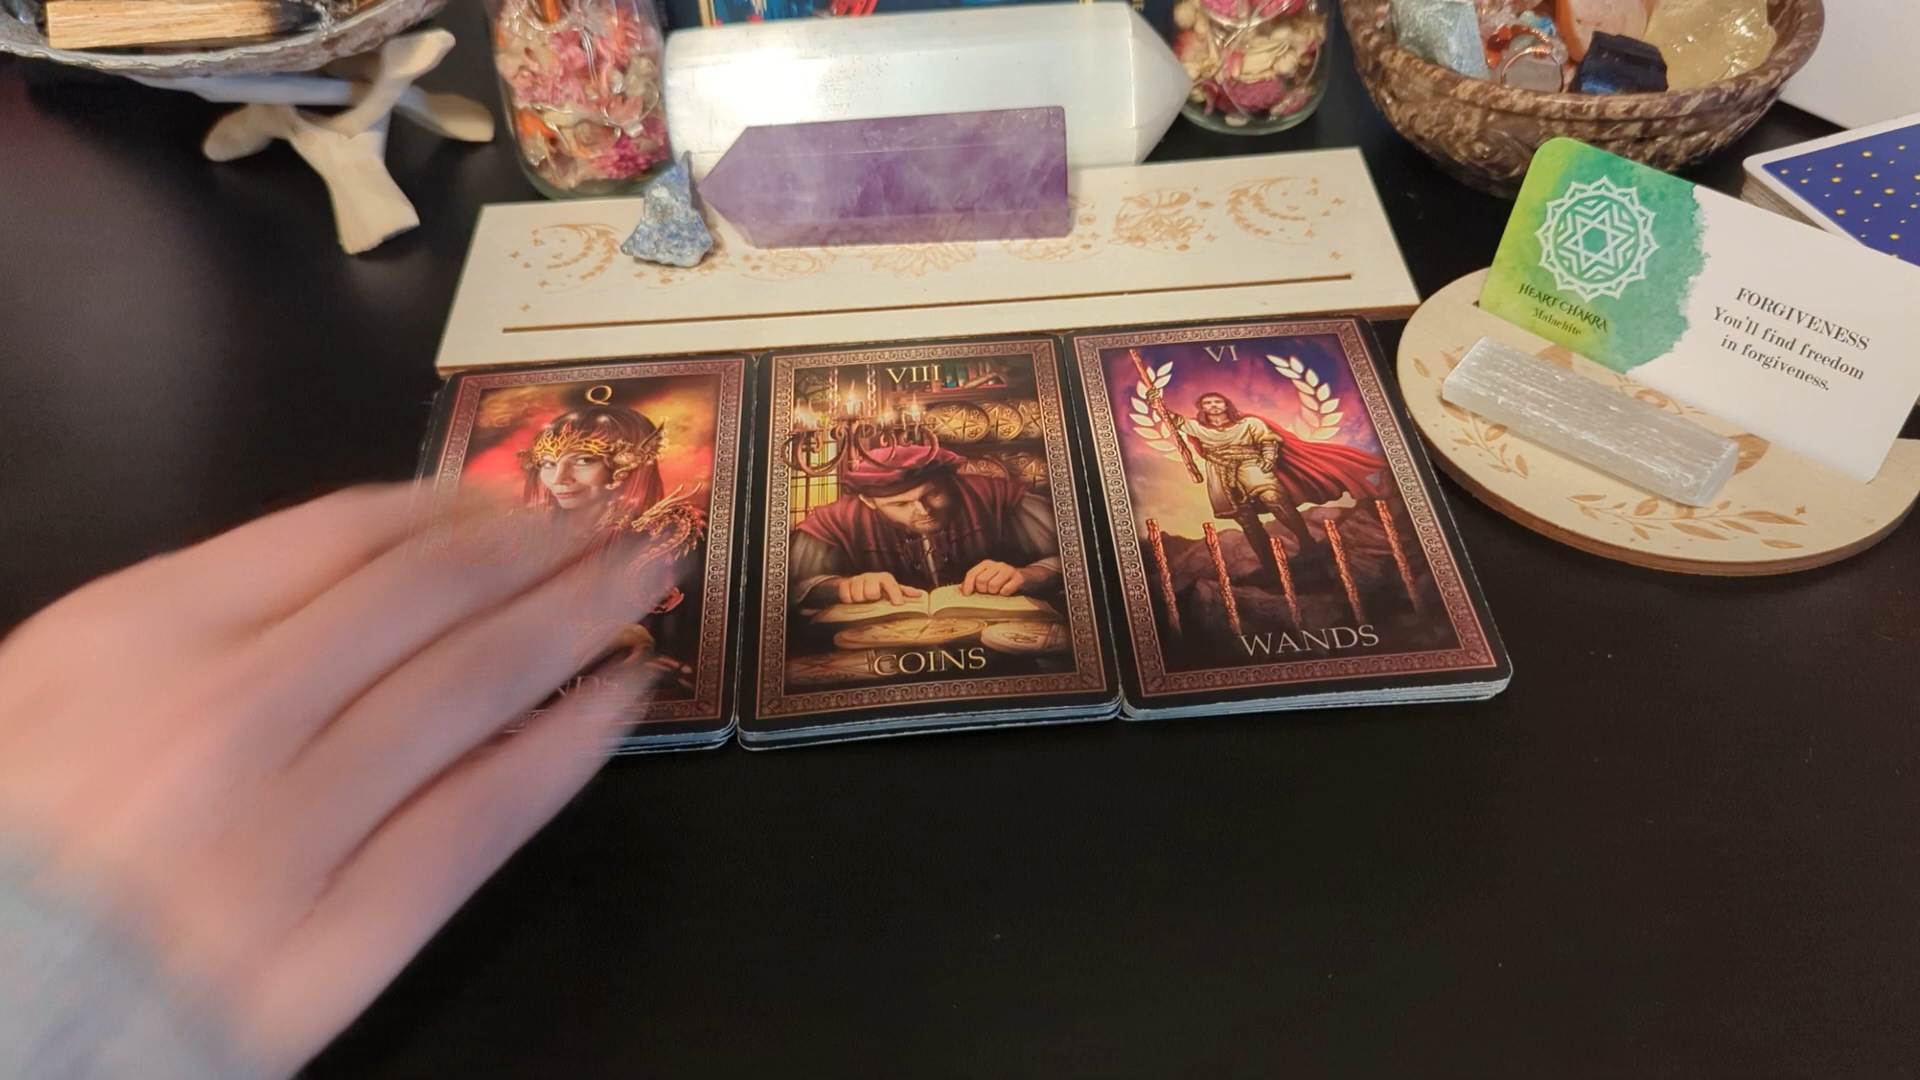 Q
VIII
COINS
VI
WANDS
HEART CHAKRA
Malachite
FORGIVENESS
You'll find freedom
in forgiveness.